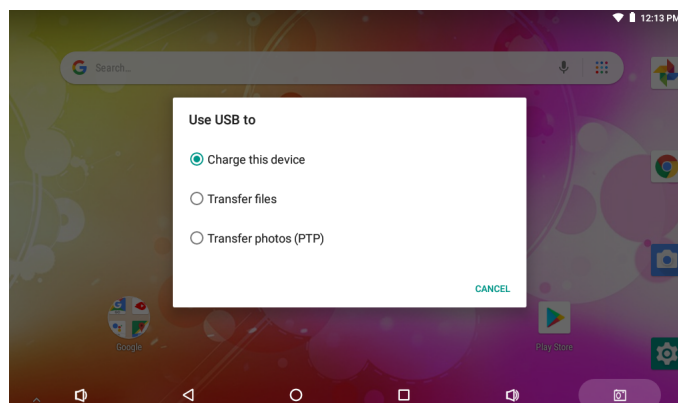 12:13 PM
Search...
Use USB to
Charge this device
Transfer files
Transfer photos (PTP)
CANCEL
Google
Play Store